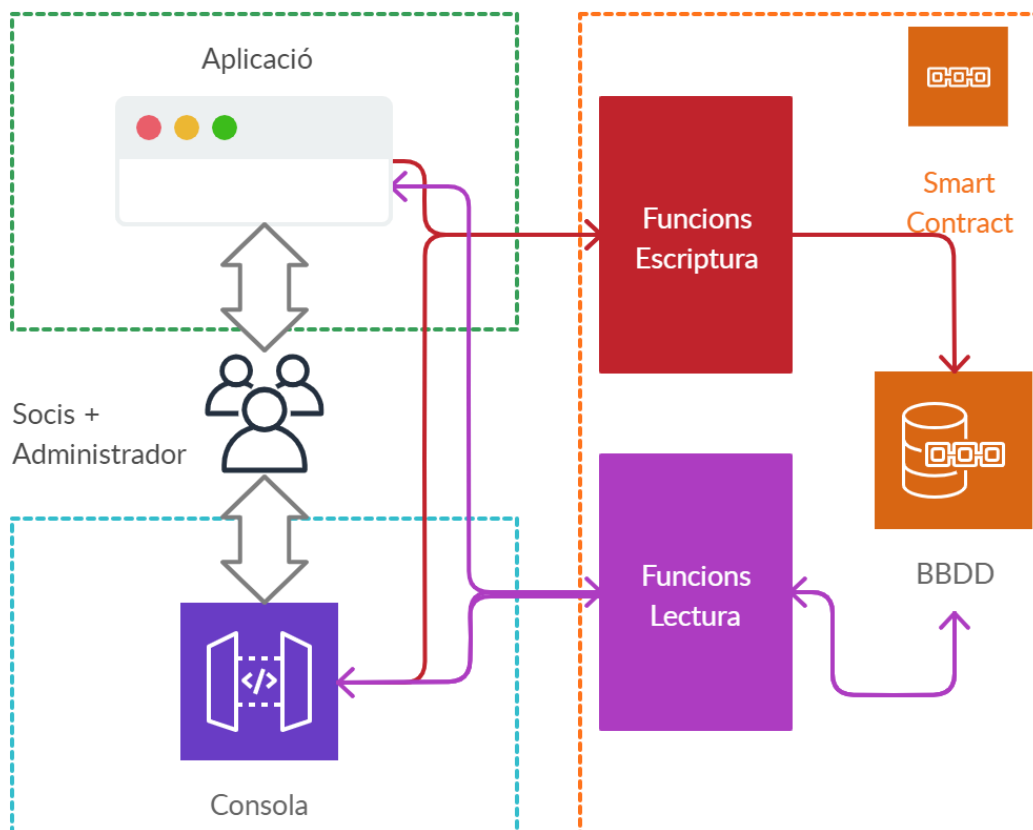 Aplicació
Smart
Contract
Funcions
Escriptura
Socis +
Administrador
BBDD
Funcions
Lectura
</>
Consola